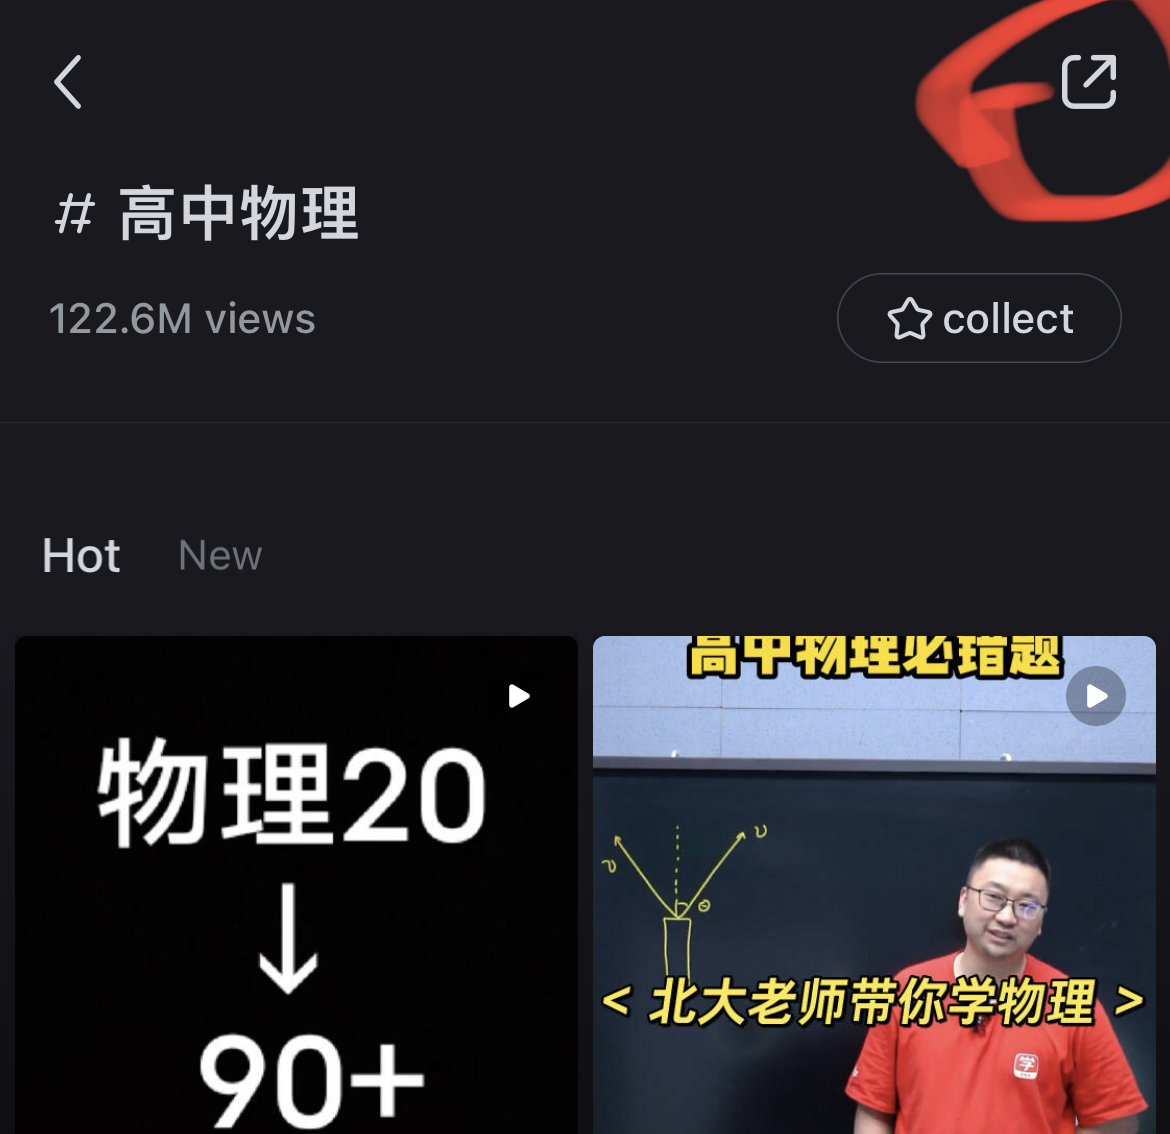 # 高中物理
122.6M views
collect
Hot
New
物理20
↓
90+
高中物理必错题
υ
υ
θ
< 北大老师带你学物理 >
学